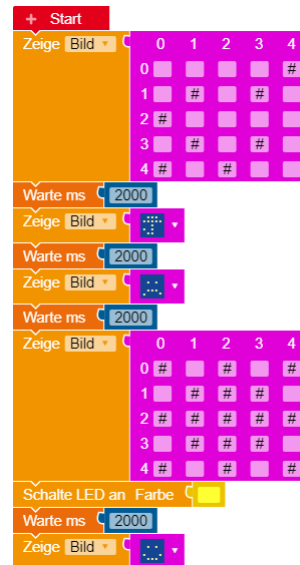 + Start
Zeige Bild 0 1 2 3 4
0 #
1 # #
2 #
3 # #
4 # #
Warte ms 2000
Zeige Bild
Warte ms 2000
Zeige Bild
Warte ms 2000
Zeige Bild 0 1 2 3 4
0 # # #
1 # # #
2 # # # # #
3 # # #
4 # # #
Schalte LED an Farbe
Warte ms 2000
Zeige Bild